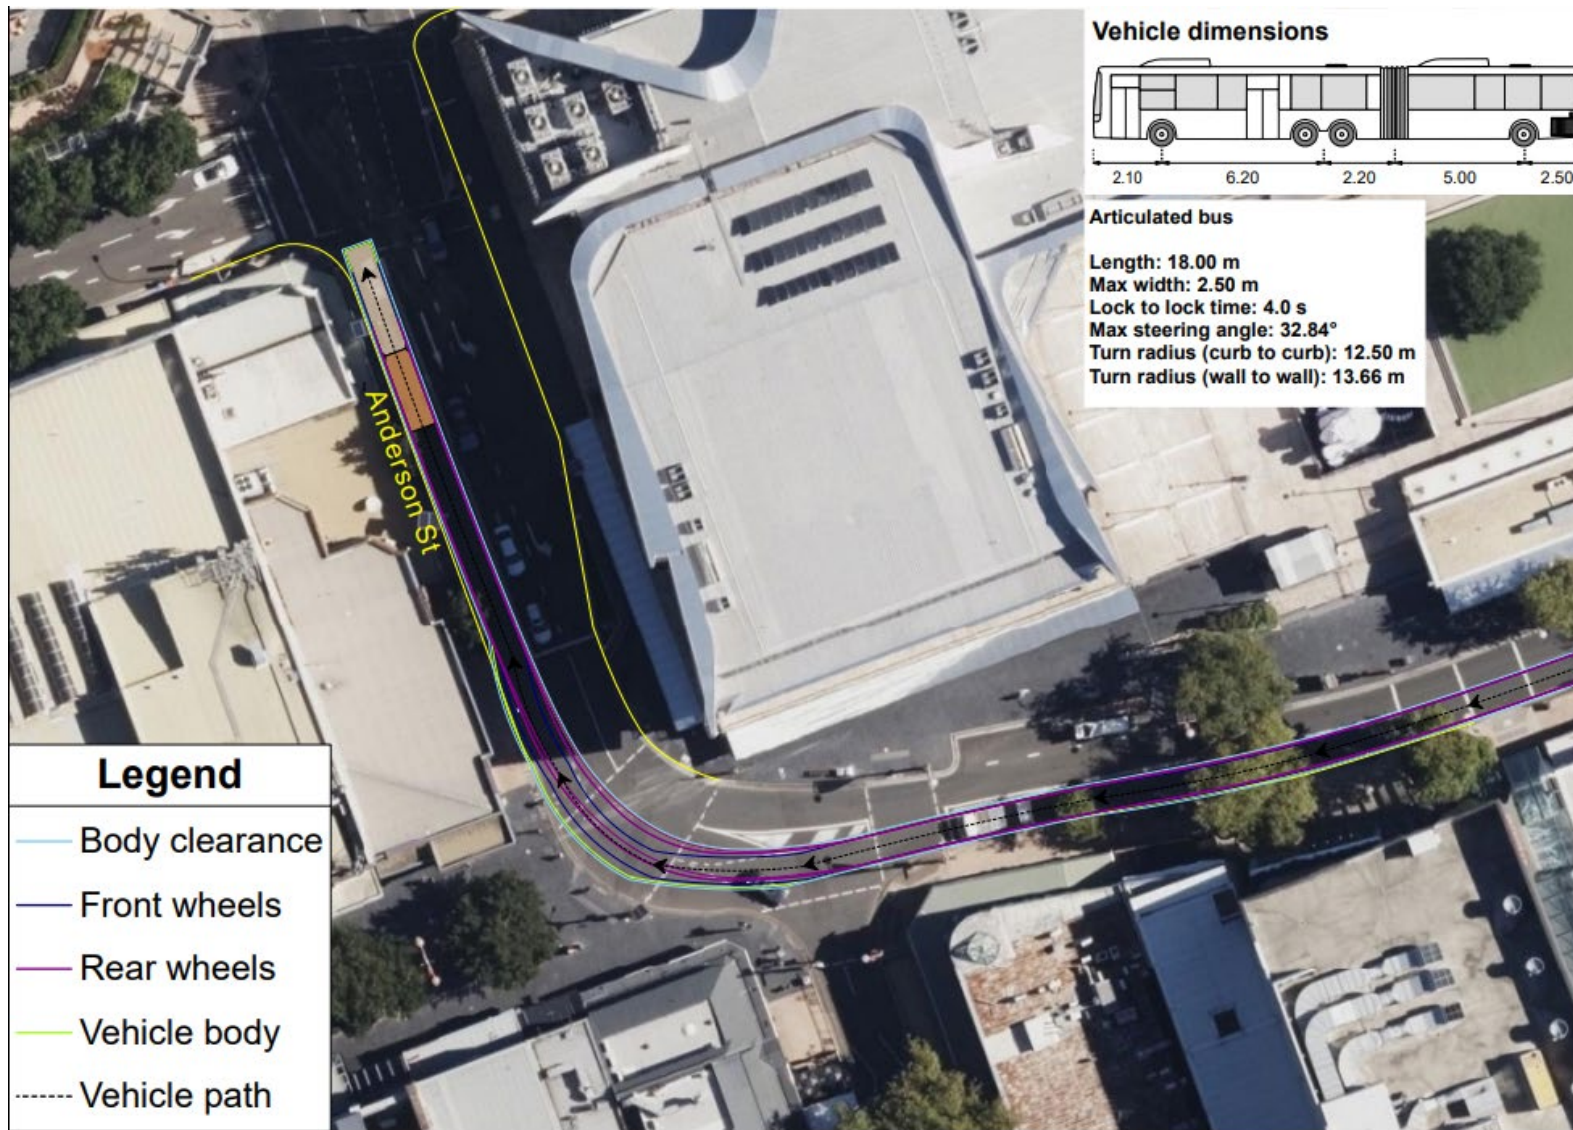 Vehicle dimensions
2.10 6.20 2.20 5.00 2.50
Articulated bus
Length: 18.00 m
Max width: 2.50 m
Lock to lock time: 4.0 s
Max steering angle: 32.84°
Turn radius (curb to curb): 12.50 m
Turn radius (wall to wall): 13.66 m
Anderson St
Legend
Body clearance
Front wheels
Rear wheels
Vehicle body
Vehicle path